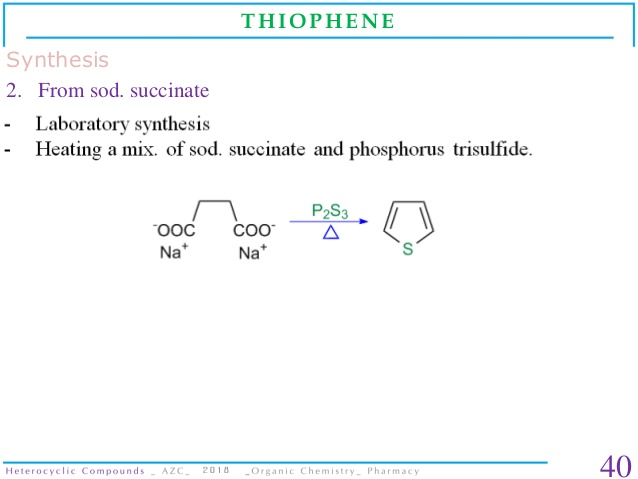 THIOPHENE
Synthesis
2. From sod. succinate
- Laboratory synthesis
- Heating a mix. of sod. succinate and phosphorus trisulfide.
⁻OOC COO⁻ P₂S₃ △ S
Na⁺ Na⁺
Heterocyclic Compounds _ AZC_ 2018 _Organic Chemistry_ Pharmacy
40